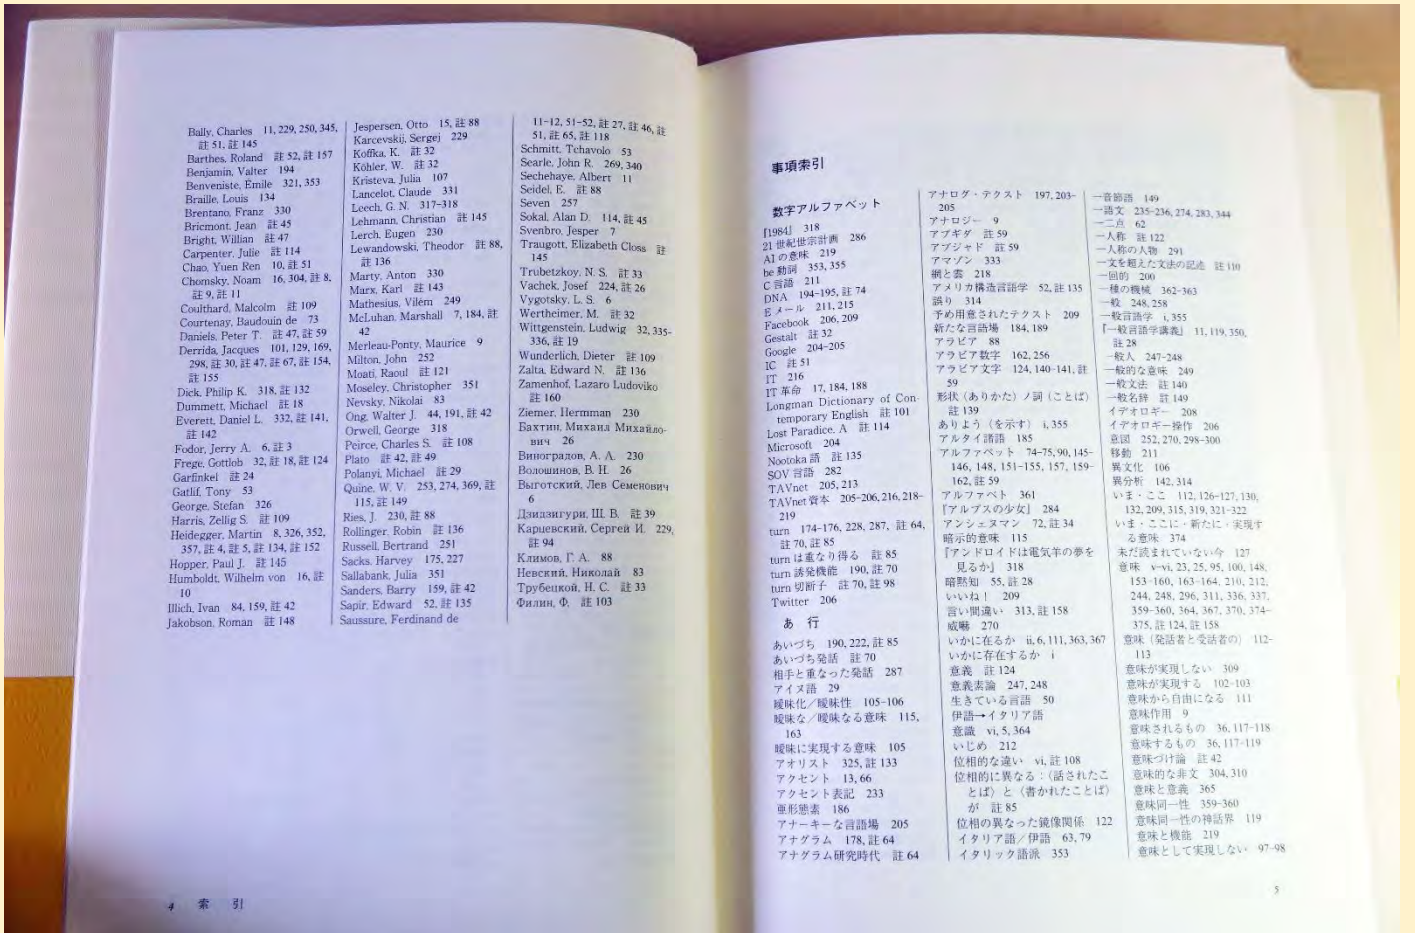 Bally, Charles 11, 229, 250, 345,
註 51, 註 145
Barthes, Roland 註 52, 註 157
Benjamin, Valter 194
Benveniste, Émile 321, 353
Braille, Louis 134
Brentano, Franz 330
Bricmont, Jean 註 45
Bright, Willian 註 47
Carpenter, Julie 註 114
Chao, Yuen Ren 10, 註 51
Chomsky, Noam 16, 304, 註 8,
註 9, 註 11
Coulthard, Malcolm 註 109
Courtenay, Baudouin de 73
Daniels, Peter T. 註 47, 註 59
Derrida, Jacques 101, 129, 169,
298, 註 30, 註 47, 註 67, 註 154,
註 155
Dick, Philip K. 318, 註 132
Dummett, Michael 註 18
Everett, Daniel L. 332, 註 141,
註 142
Fodor, Jerry A. 6, 註 3
Frege, Gottlob 32, 註 18, 註 124
Garfinkel 註 24
Gatlif, Tony 53
George, Stefan 326
Harris, Zellig S. 註 109
Heidegger, Martin 8, 326, 352,
357, 註 4, 註 5, 註 134, 註 152
Hopper, Paul J. 註 145
Humboldt, Wilhelm von 16, 註
10
Illich, Ivan 84, 159, 註 42
Jakobson, Roman 註 148
Jespersen, Otto 15, 註 88
Karcevskij, Sergej 229
Koffka, K. 註 32
Köhler, W. 註 32
Kristeva, Julia 107
Lancelot, Claude 331
Leech, G. N. 317-318
Lehmann, Christian 註 145
Lerch, Eugen 230
Lewandowski, Theodor 註 88,
註 136
Marty, Anton 330
Marx, Karl 註 143
Mathesius, Vilém 249
McLuhan, Marshall 7, 184, 註
42
Merleau-Ponty, Maurice 9
Milton, John 252
Moati, Raoul 註 121
Moseley, Christopher 351
Nevsky, Nikolai 83
Ong, Walter J. 44, 191, 註 42
Orwell, George 318
Peirce, Charles S. 註 108
Plato 註 42, 註 49
Polanyi, Michael 註 29
Quine, W. V. 253, 274, 369, 註
115, 註 149
Ries, J. 230, 註 88
Rollinger, Robin 註 136
Russell, Bertrand 251
Sacks, Harvey 175, 227
Sallabank, Julia 351
Sanders, Barry 159, 註 42
Sapir, Edward 52, 註 135
Saussure, Ferdinand de
11-12, 51-52, 註 27, 註 46, 註
51, 註 65, 註 118
Schmitt, Tchavolo 53
Searle, John R. 269, 340
Sechehaye, Albert 11
Seidel, E. 註 88
Seven 257
Sokal, Alan D. 114, 註 45
Svenbro, Jesper 7
Traugott, Elizabeth Closs 註
145
Trubetzkoy, N. S. 註 33
Vachek, Josef 224, 註 26
Vygotsky, L. S. 6
Wertheimer, M. 註 32
Wittgenstein, Ludwig 32, 335-
336, 註 19
Wunderlich, Dieter 註 109
Zalta, Edward N. 註 136
Zamenhof, Lazaro Ludoviko
註 160
Ziemer, Hermman 230
Бахтин, Михаил Михайло-
вич 26
Виноградов, А. А. 230
Волошинов, В. Н. 26
Выготский, Лев Семенович
6
Дзидзигури, Ш. В. 註 39
Карцевский, Сергей И. 229,
註 94
Климов, Г. А. 88
Невский, Николай 83
Трубецкой, Н. С. 註 33
Филин, Ф. 註 103
4 索 引
事項索引
数字アルファベット
『1984』 318
21 世紀世宗計画 286
AI の意味 219
be 動詞 353, 355
C 言語 211
DNA 194-195, 註 74
E メール 211, 215
Facebook 206, 209
Gestalt 註 32
Google 204-205
IC 註 51
IT 216
IT 革命 17, 184, 188
Longman Dictionary of Con-
temporary English 註 101
Lost Paradice, A 註 114
Microsoft 204
Nootoka 語 註 135
SOV 言語 282
TAVnet 205, 213
TAVnet 資本 205-206, 216, 218-
219
turn 174-176, 228, 287, 註 64,
註 70, 註 85
turn は重なり得る 註 85
turn 誘発機能 190, 註 70
turn 切断子 註 70, 註 98
Twitter 206
あ 行
あいづち 190, 222, 註 85
あいづち発話 註 70
相手と重なった発話 287
アイヌ語 29
曖昧化／曖昧性 105-106
曖昧な／曖昧なる意味 115,
163
曖昧に実現する意味 105
アオリスト 325, 註 133
アクセント 13, 66
アクセント表記 233
亜形態素 186
アナーキーな言語場 205
アナグラム 178, 註 64
アナグラム研究時代 註 64
アナログ・テクスト 197, 203-
205
アナロジー 9
アブギダ 註 59
アブジャド 註 59
アマゾン 333
網と雲 218
アメリカ構造言語学 52, 註 135
誤り 314
予め用意されたテクスト 209
新たな言語場 184, 189
アラビア 88
アラビア数字 162, 256
アラビア文字 124, 140-141, 註
59
形状（ありかた）ノ詞（ことば）
註 139
ありよう（を示す） i, 355
アルタイ諸語 185
アルファベット 74-75, 90, 145-
146, 148, 151-155, 157, 159-
162, 註 59
アルファベト 361
『アルプスの少女』 284
アンシェヌマン 72, 註 34
暗示的意味 115
『アンドロイドは電気羊の夢を
見るか』 318
暗黙知 55, 註 28
いいね！ 209
言い間違い 313, 註 158
威嚇 270
いかに在るか ii, 6, 111, 363, 367
いかに存在するか i
意義 註 124
意義素論 247, 248
生きている言語 50
伊語→イタリア語
意識 vi, 5, 364
いじめ 212
位相的な違い vi, 註 108
位相的に異なる：〈話されたこ
とば〉と〈書かれたことば〉
が 註 85
位相の異なった鏡像関係 122
イタリア語／伊語 63, 79
イタリック語派 353
一音節語 149
一語文 235-236, 274, 283, 344
一二点 62
一人称 註 122
一人称の人物 291
一文を超えた文法の記述 註 110
一回的 200
一種の機械 362-363
一般 248, 258
一般言語学 i, 355
『一般言語学講義』 11, 119, 350,
註 28
一般人 247-248
一般的な意味 249
一般文法 註 140
一般名辞 註 149
イデオロギー 208
イデオロギー操作 206
意図 252, 270, 298-300
移動 211
異文化 106
異分析 142, 314
いま・ここ 112, 126-127, 130,
132, 209, 315, 319, 321-322
いま・ここに・新たに・実現す
る意味 374
未だ読まれていない今 127
意味 v-vi, 23, 25, 95, 100, 148,
153-160, 163-164, 210, 212,
244, 248, 296, 311, 336, 337,
359-360, 364, 367, 370, 374-
375, 註 124, 註 158
意味（発話者と受話者の） 112-
113
意味が実現しない 309
意味が実現する 102-103
意味から自由になる 111
意味作用 9
意味されるもの 36, 117-118
意味するもの 36, 117-119
意味づけ論 註 42
意味的な非文 304, 310
意味と意義 365
意味同一性 359-360
意味同一性の神話界 119
意味と機能 219
意味として実現しない 97-98
5